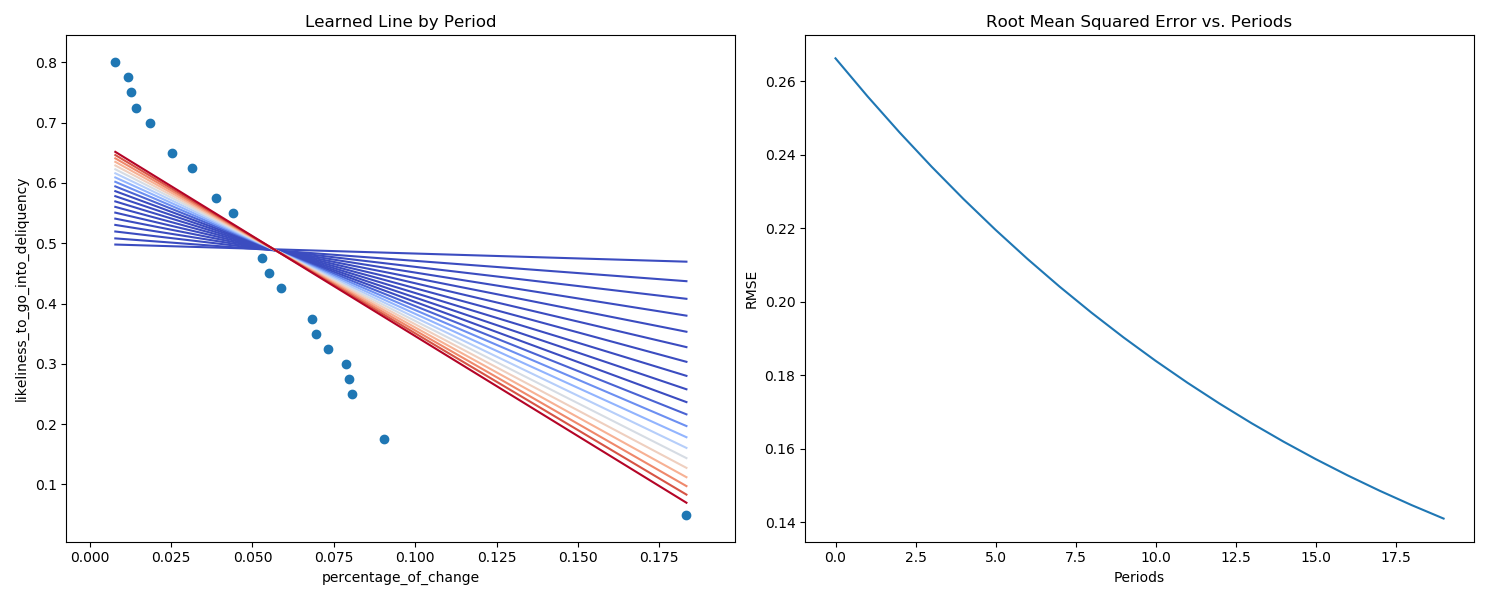 Learned Line by Period
likeliness_to_go_into_deliquency
0.8
0.7
0.6
0.5
0.4
0.3
0.2
0.1
0.000 0.025 0.050 0.075 0.100 0.125 0.150 0.175
percentage_of_change
Root Mean Squared Error vs. Periods
RMSE
0.26
0.24
0.22
0.20
0.18
0.16
0.14
0.0 2.5 5.0 7.5 10.0 12.5 15.0 17.5
Periods